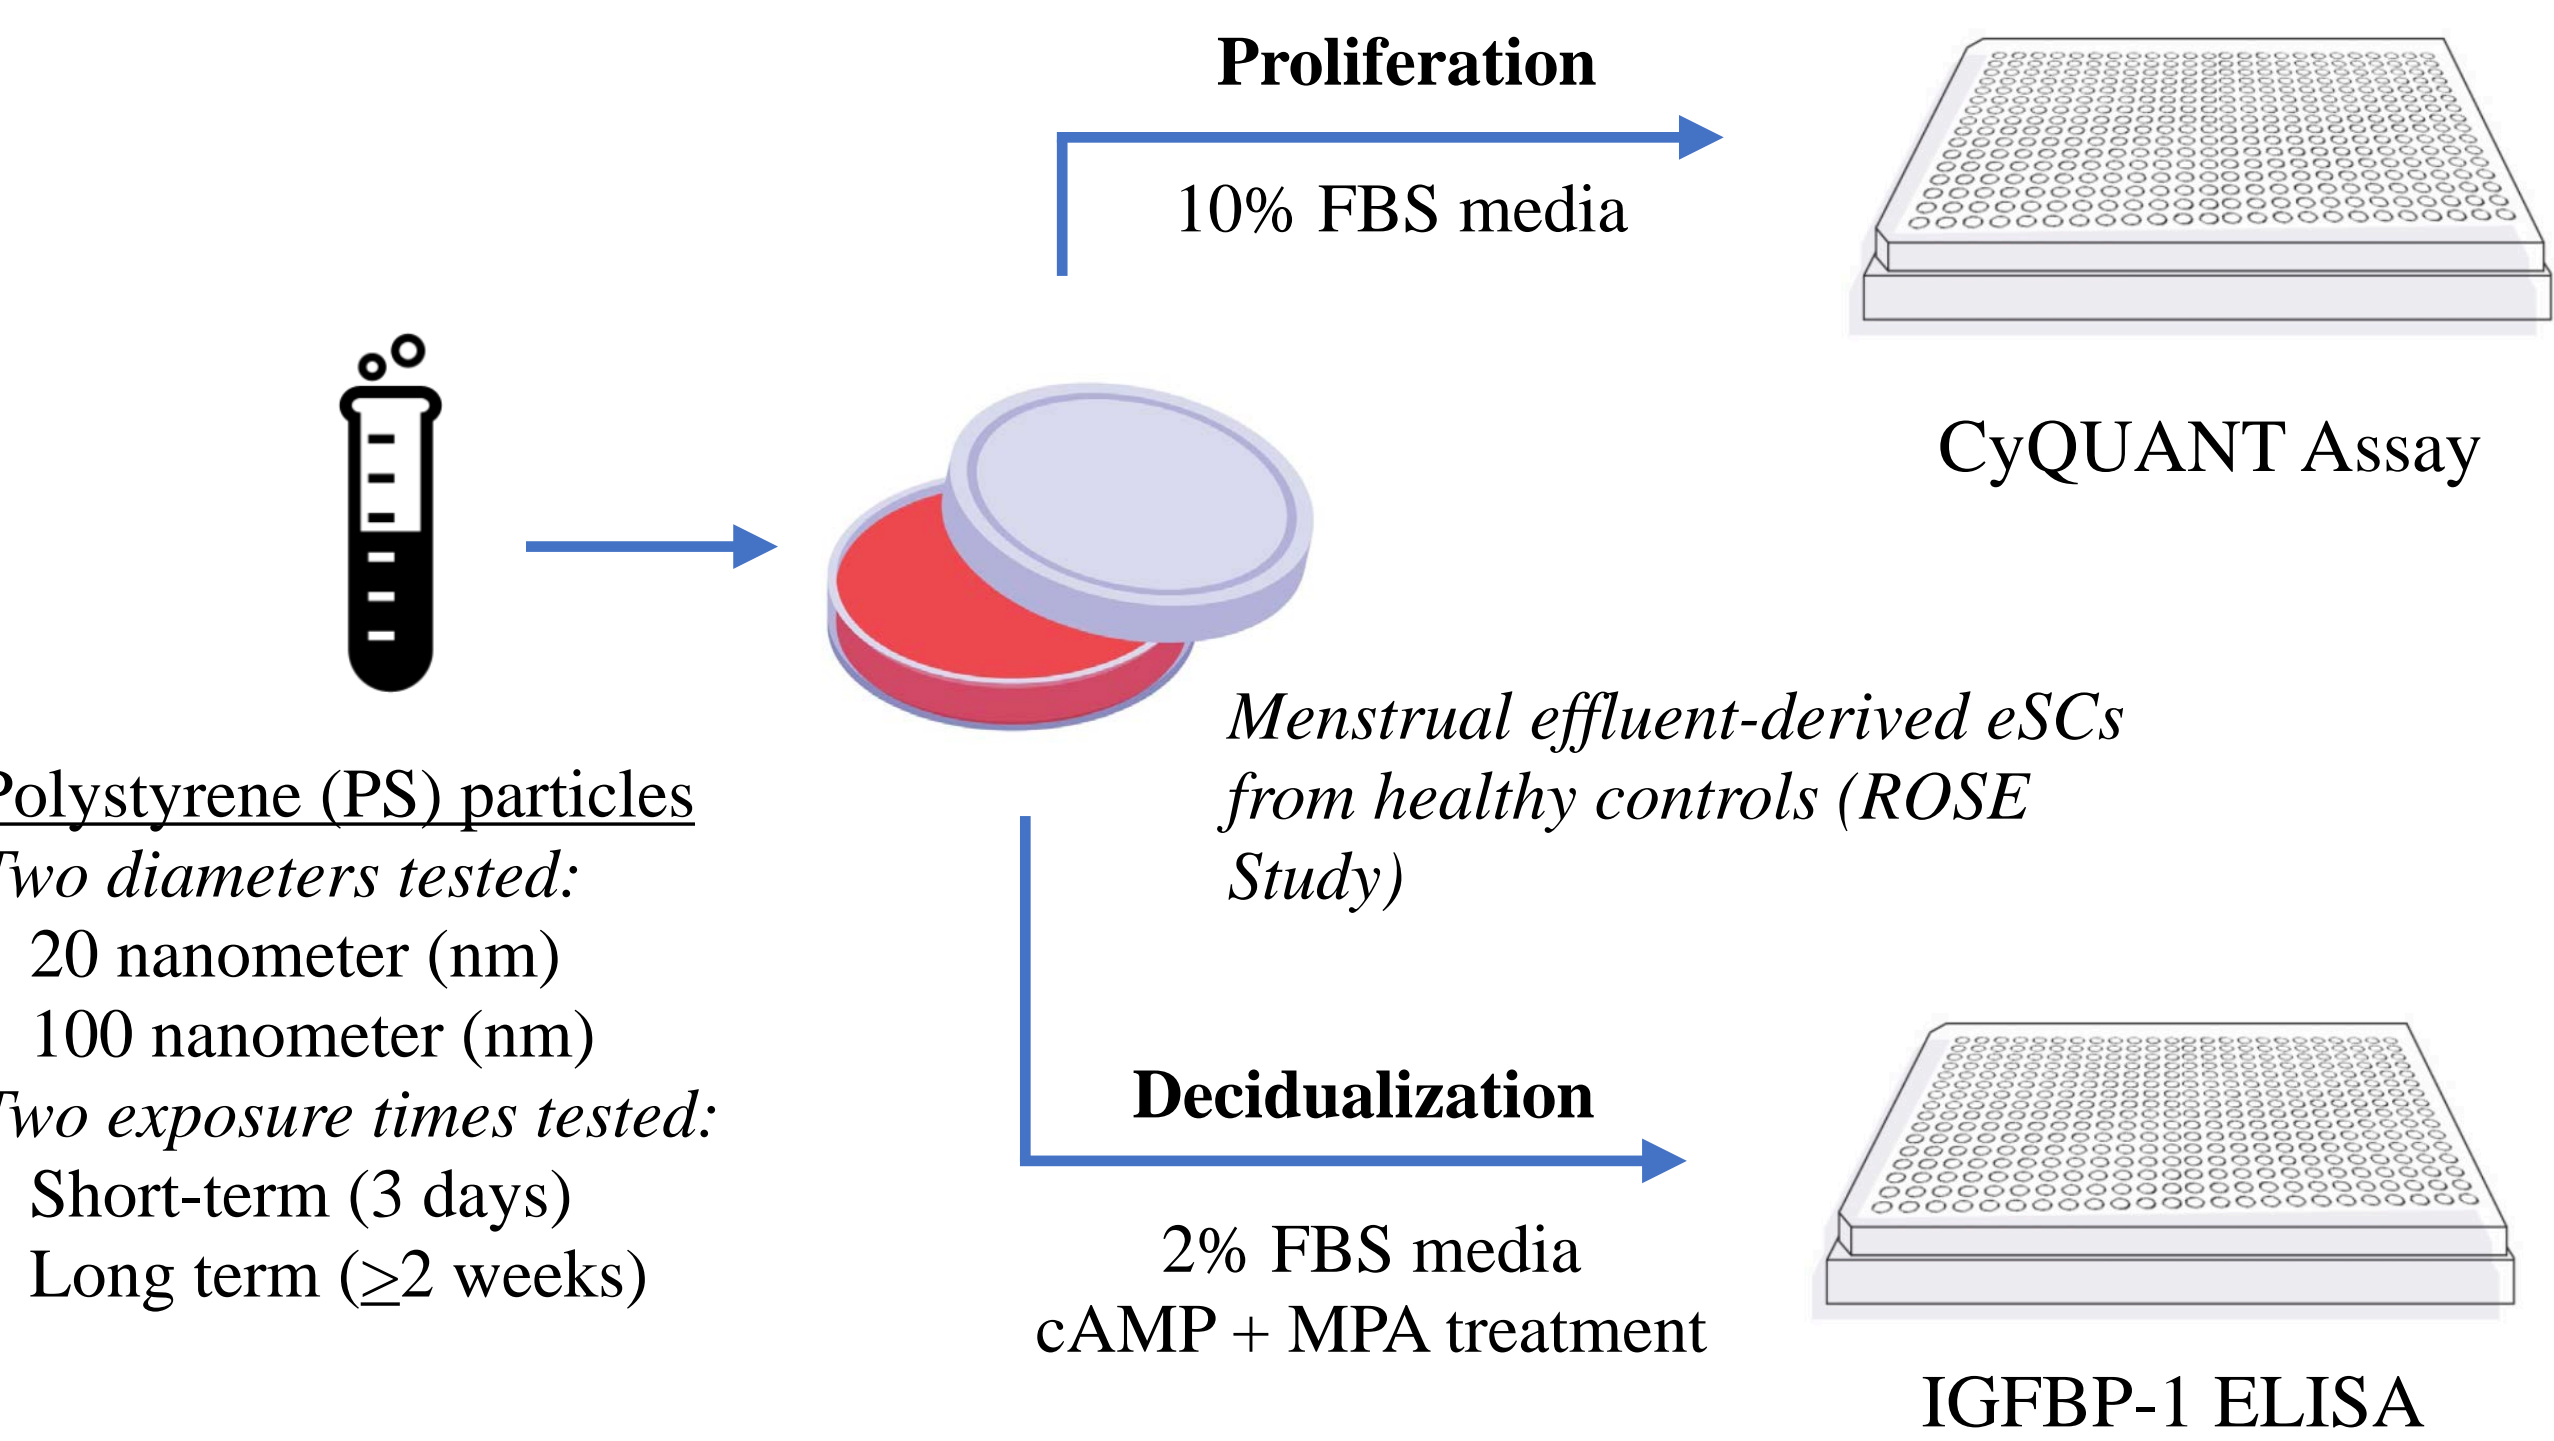 Proliferation
10% FBS media
CyQUANT Assay
Polystyrene (PS) particles
Two diameters tested:
20 nanometer (nm)
100 nanometer (nm)
Two exposure times tested:
Short-term (3 days)
Long term (≥2 weeks)
Menstrual effluent-derived eSCs
from healthy controls (ROSE
Study)
Decidualization
2% FBS media
cAMP + MPA treatment
IGFBP-1 ELISA